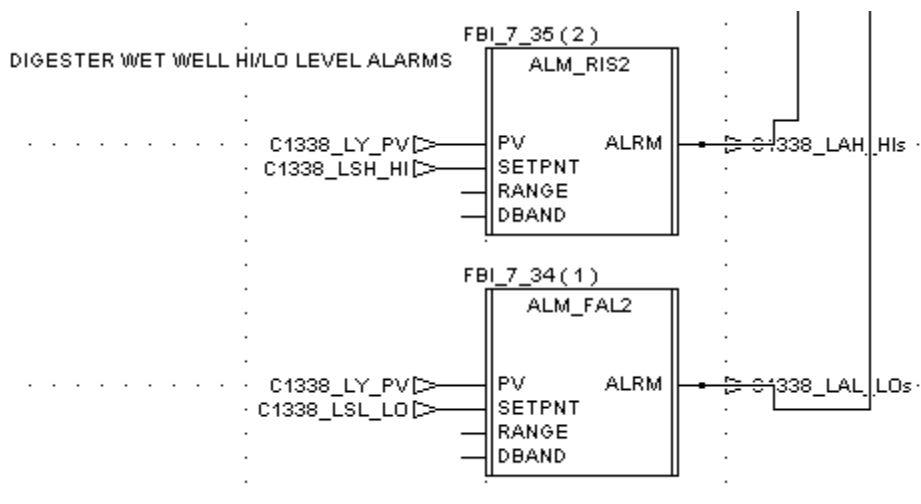 FBI_7_35 (2)
DIGESTER WET WELL HI/LO LEVEL ALARMS
ALM_RIS2
C1338_LY_PV PV ALRM C1338_LAH_HIs
C1338_LSH_HI SETPNT
RANGE
DBAND
FBI_7_34 (1)
ALM_FAL2
C1338_LY_PV PV ALRM C1338_LAL_LOs
C1338_LSL_LO SETPNT
RANGE
DBAND